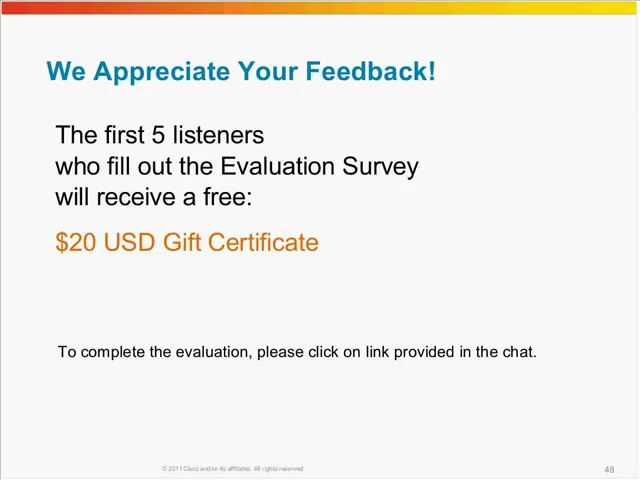 We Appreciate Your Feedback!
The first 5 listeners
who fill out the Evaluation Survey
will receive a free:
$20 USD Gift Certificate
To complete the evaluation, please click on link provided in the chat.
© 2011 Cisco and/or its affiliates. All rights reserved.
48